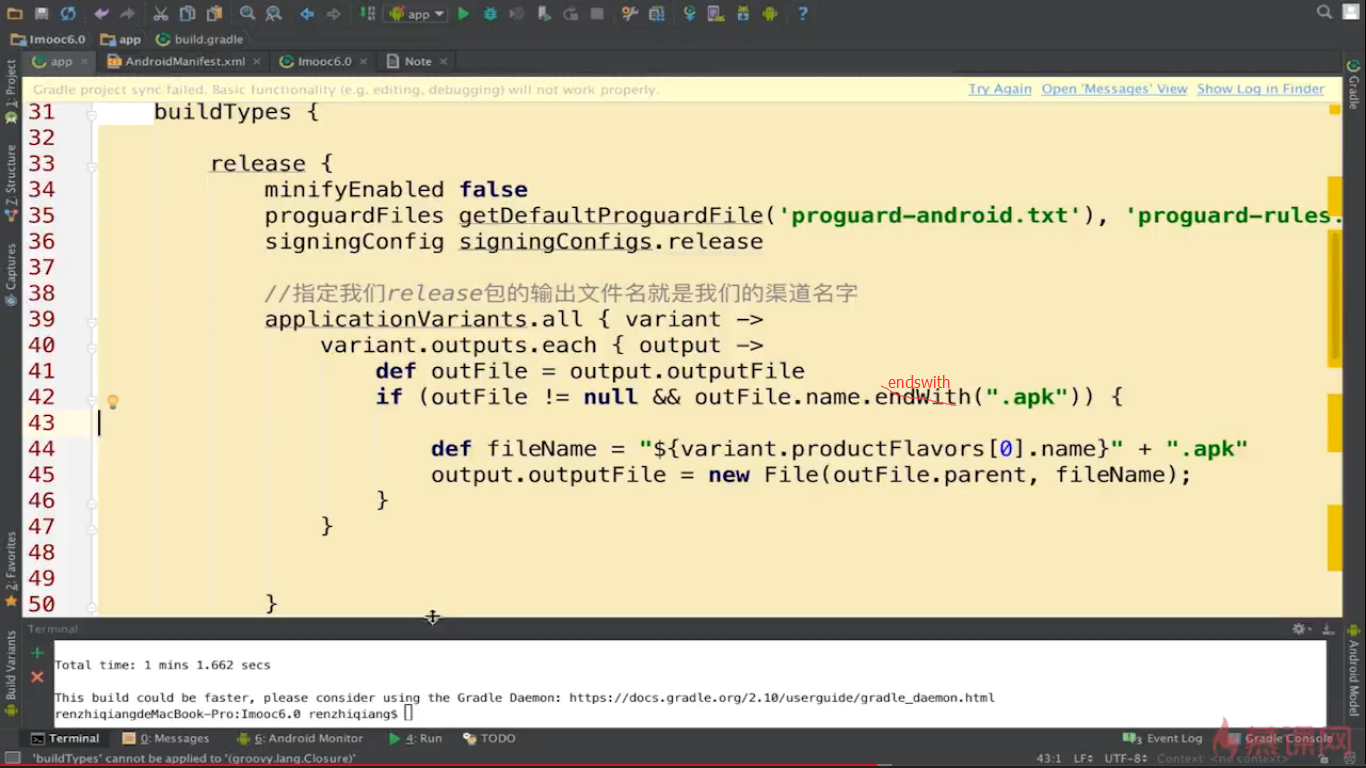 app
?
Imooc6.0 app build.gradle
app AndroidManifest.xml Imooc6.0 Note
Gradle project sync failed. Basic functionality (e.g. editing, debugging) will not work properly. Try Again Open 'Messages' View Show Log in Finder
1: Project
Z: Structure
Captures
2: Favorites
Build Variants
Gradle
Android Model
31 buildTypes {
32
33 release {
34 minifyEnabled false
35 proguardFiles getDefaultProguardFile('proguard-android.txt'), 'proguard-rules.
36 signingConfig signingConfigs.release
37
38 //指定我们release包的输出文件名就是我们的渠道名字
39 applicationVariants.all { variant ->
40 variant.outputs.each { output ->
41 def outFile = output.outputFile
endswith
42 if (outFile != null && outFile.name.endWith(".apk")) {
43
44 def fileName = "${variant.productFlavors[0].name}" + ".apk"
45 output.outputFile = new File(outFile.parent, fileName);
46 }
47 }
48
49
50 }
Terminal
Total time: 1 mins 1.662 secs
This build could be faster, please consider using the Gradle Daemon: https://docs.gradle.org/2.10/userguide/gradle_daemon.html
renzhiqiangdeMacBook-Pro:Imooc6.0 renzhiqiang$
Terminal 0: Messages 6: Android Monitor 4: Run TODO Event Log Gradle Console
慕课网
'buildTypes' cannot be applied to '(groovy.lang.Closure)' 43:1 LF÷ UTF-8÷ Context: <no context>